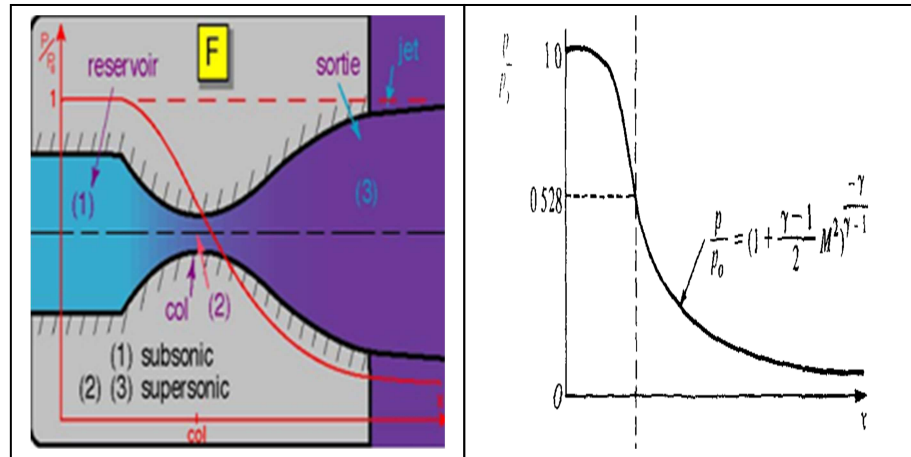 P/P₀
F
reservoir
sortie
jet
1
(1)
(3)
col
(2)
(1) subsonic
(2) (3) supersonic
col
p/p₀
1 0
0 528
p/p₀ = (1 + γ-1/2 M²)^-γ/γ-1
0